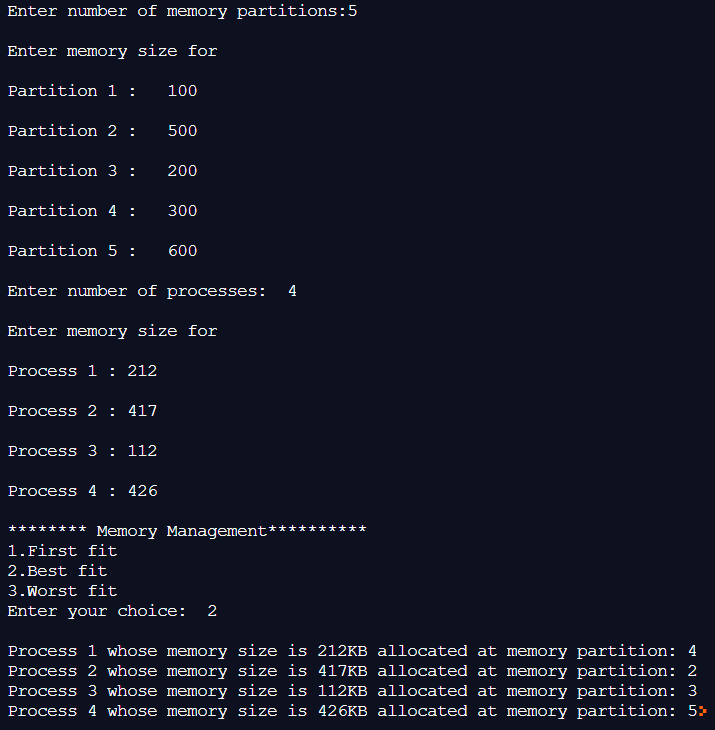 Enter number of memory partitions:5
Enter memory size for
Partition 1 :   100
Partition 2 :   500
Partition 3 :   200
Partition 4 :   300
Partition 5 :   600
Enter number of processes:  4
Enter memory size for
Process 1 : 212
Process 2 : 417
Process 3 : 112
Process 4 : 426
******** Memory Management**********
1.First fit
2.Best fit
3.Worst fit
Enter your choice:  2
Process 1 whose memory size is 212KB allocated at memory partition: 4
Process 2 whose memory size is 417KB allocated at memory partition: 2
Process 3 whose memory size is 112KB allocated at memory partition: 3
Process 4 whose memory size is 426KB allocated at memory partition: 5>